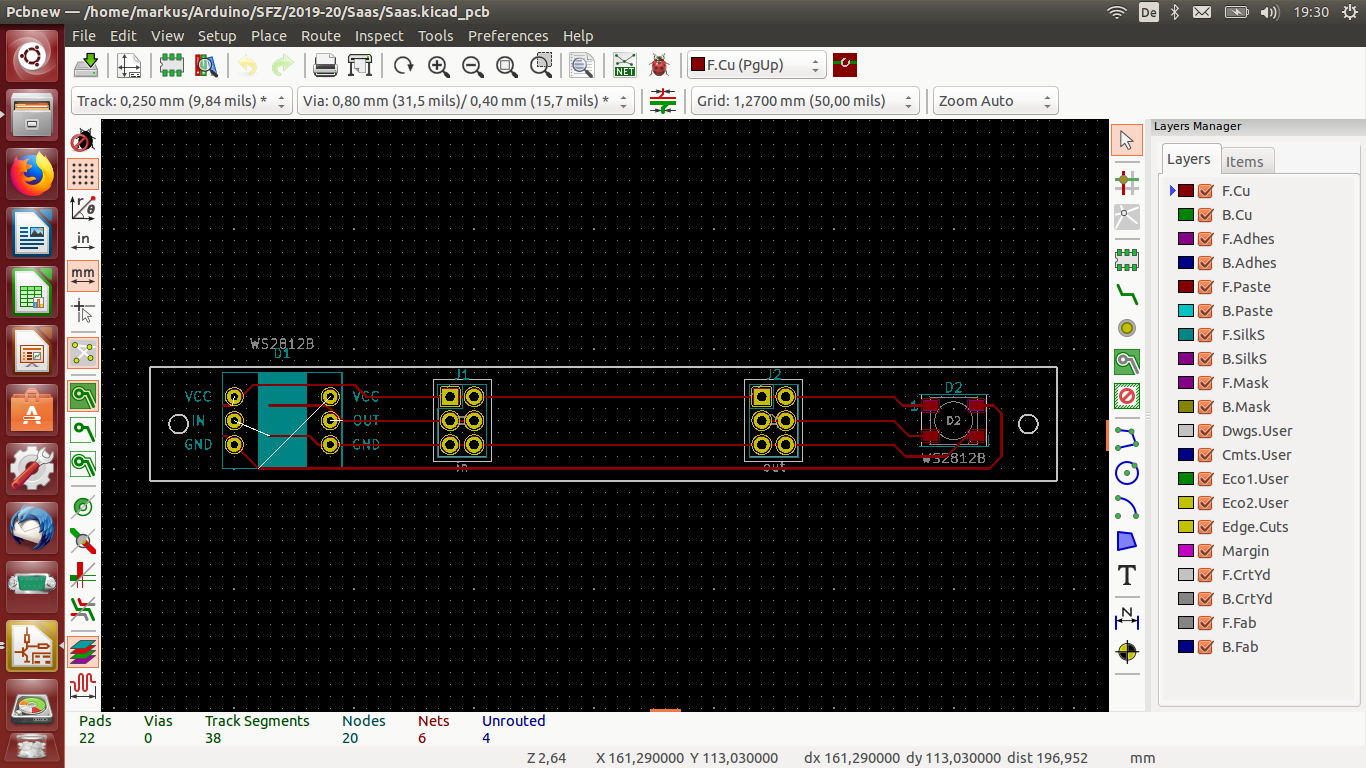 Pcbnew — /home/markus/Arduino/SFZ/2019-20/Saas/Saas.kicad_pcb
De
19:30
File Edit View Setup Place Route Inspect Tools Preferences Help
NET
F.Cu (PgUp)
Track: 0,250 mm (9,84 mils) *
Via: 0,80 mm (31,5 mils)/ 0,40 mm (15,7 mils) *
Grid: 1,2700 mm (50,00 mils)
Zoom Auto
in
mm
Layers Manager
Layers Items
F.Cu
B.Cu
F.Adhes
B.Adhes
F.Paste
B.Paste
F.SilkS
B.SilkS
F.Mask
B.Mask
Dwgs.User
Cmts.User
Eco1.User
Eco2.User
Edge.Cuts
Margin
F.CrtYd
B.CrtYd
F.Fab
B.Fab
WS2812B
D1
VCC VCC
IN OUT
GND GND
J1
In
J2
out
D2
1
D2
WS2812B
T
N
Pads Vias Track Segments Nodes Nets Unrouted
22 0 38 20 6 4
Z 2,64 X 161,290000 Y 113,030000 dx 161,290000 dy 113,030000 dist 196,952 mm